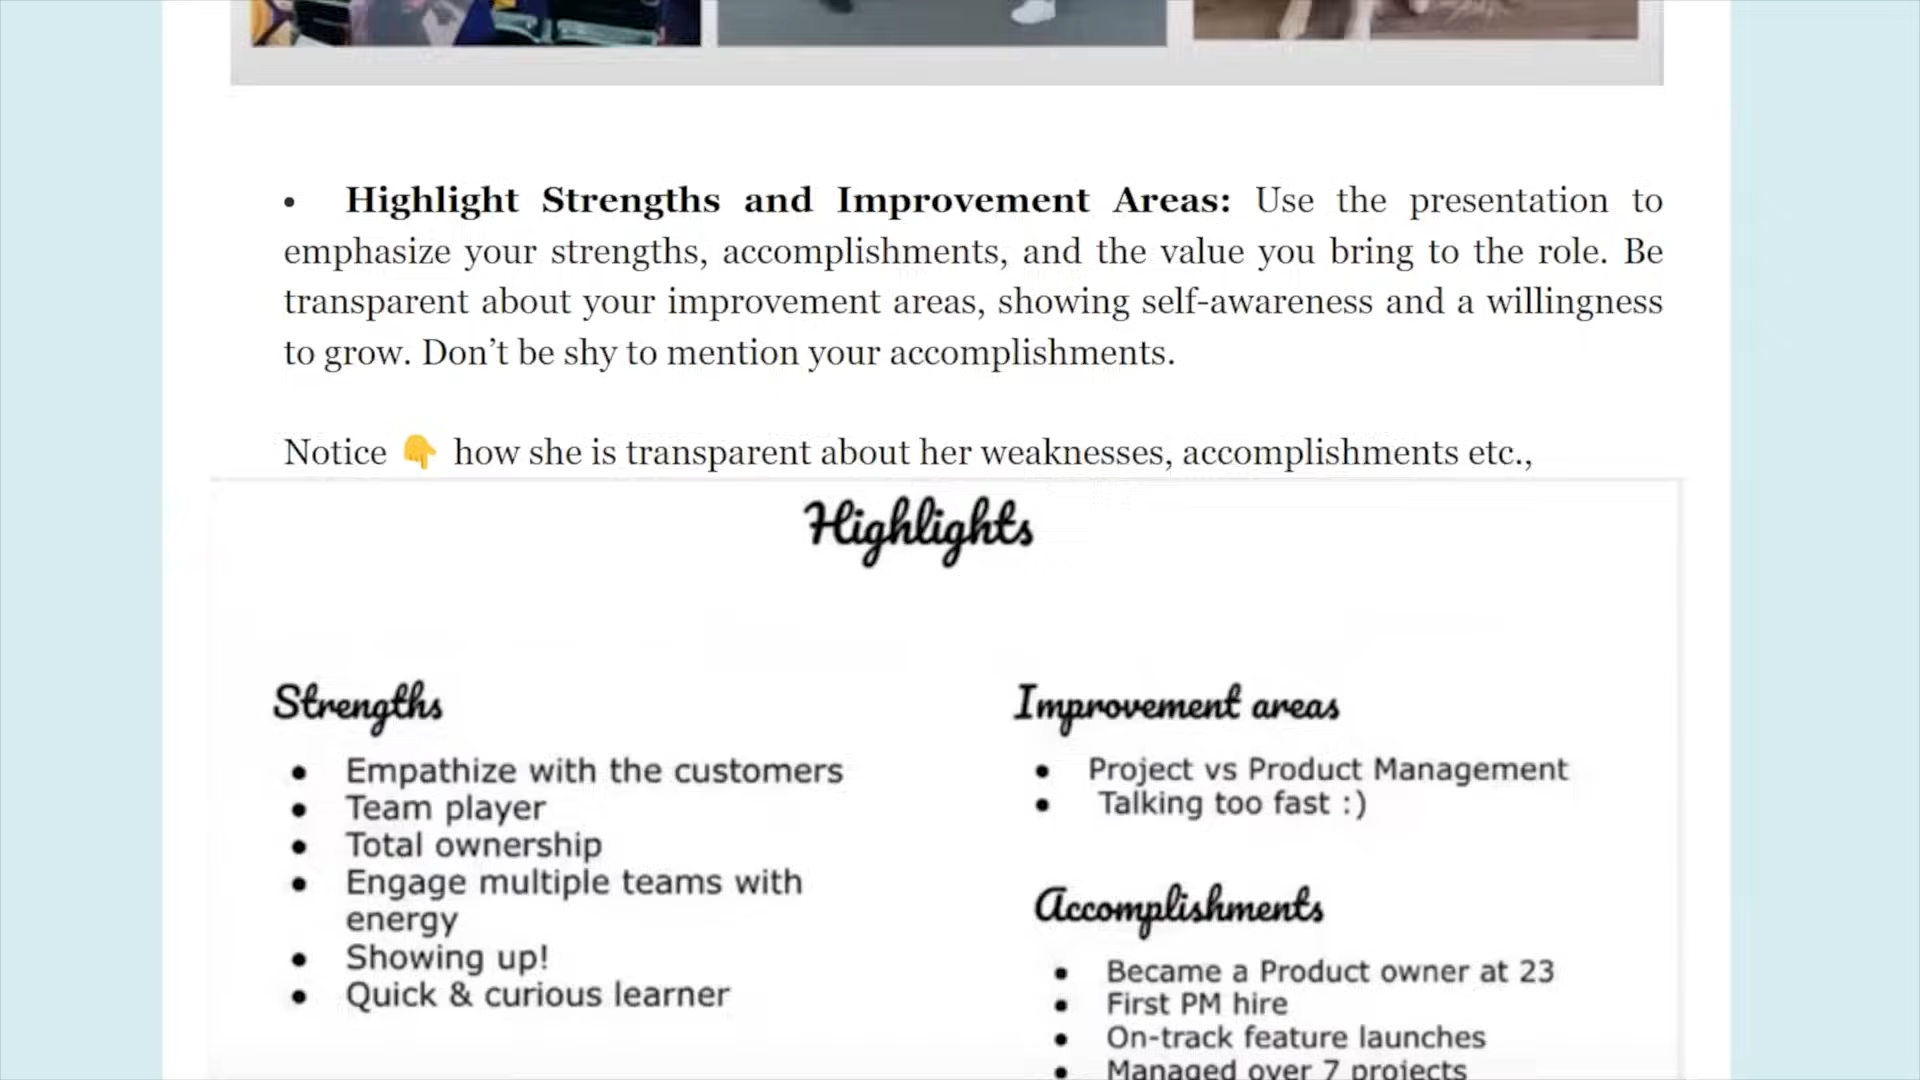 • Highlight Strengths and Improvement Areas: Use the presentation to
emphasize your strengths, accomplishments, and the value you bring to the role. Be
transparent about your improvement areas, showing self-awareness and a willingness
to grow. Don’t be shy to mention your accomplishments.
Notice 👇 how she is transparent about her weaknesses, accomplishments etc.,
Highlights
Strengths
• Empathize with the customers
• Team player
• Total ownership
• Engage multiple teams with
energy
• Showing up!
• Quick & curious learner
Improvement areas
• Project vs Product Management
• Talking too fast :)
Accomplishments
• Became a Product owner at 23
• First PM hire
• On-track feature launches
• Managed over 7 projects